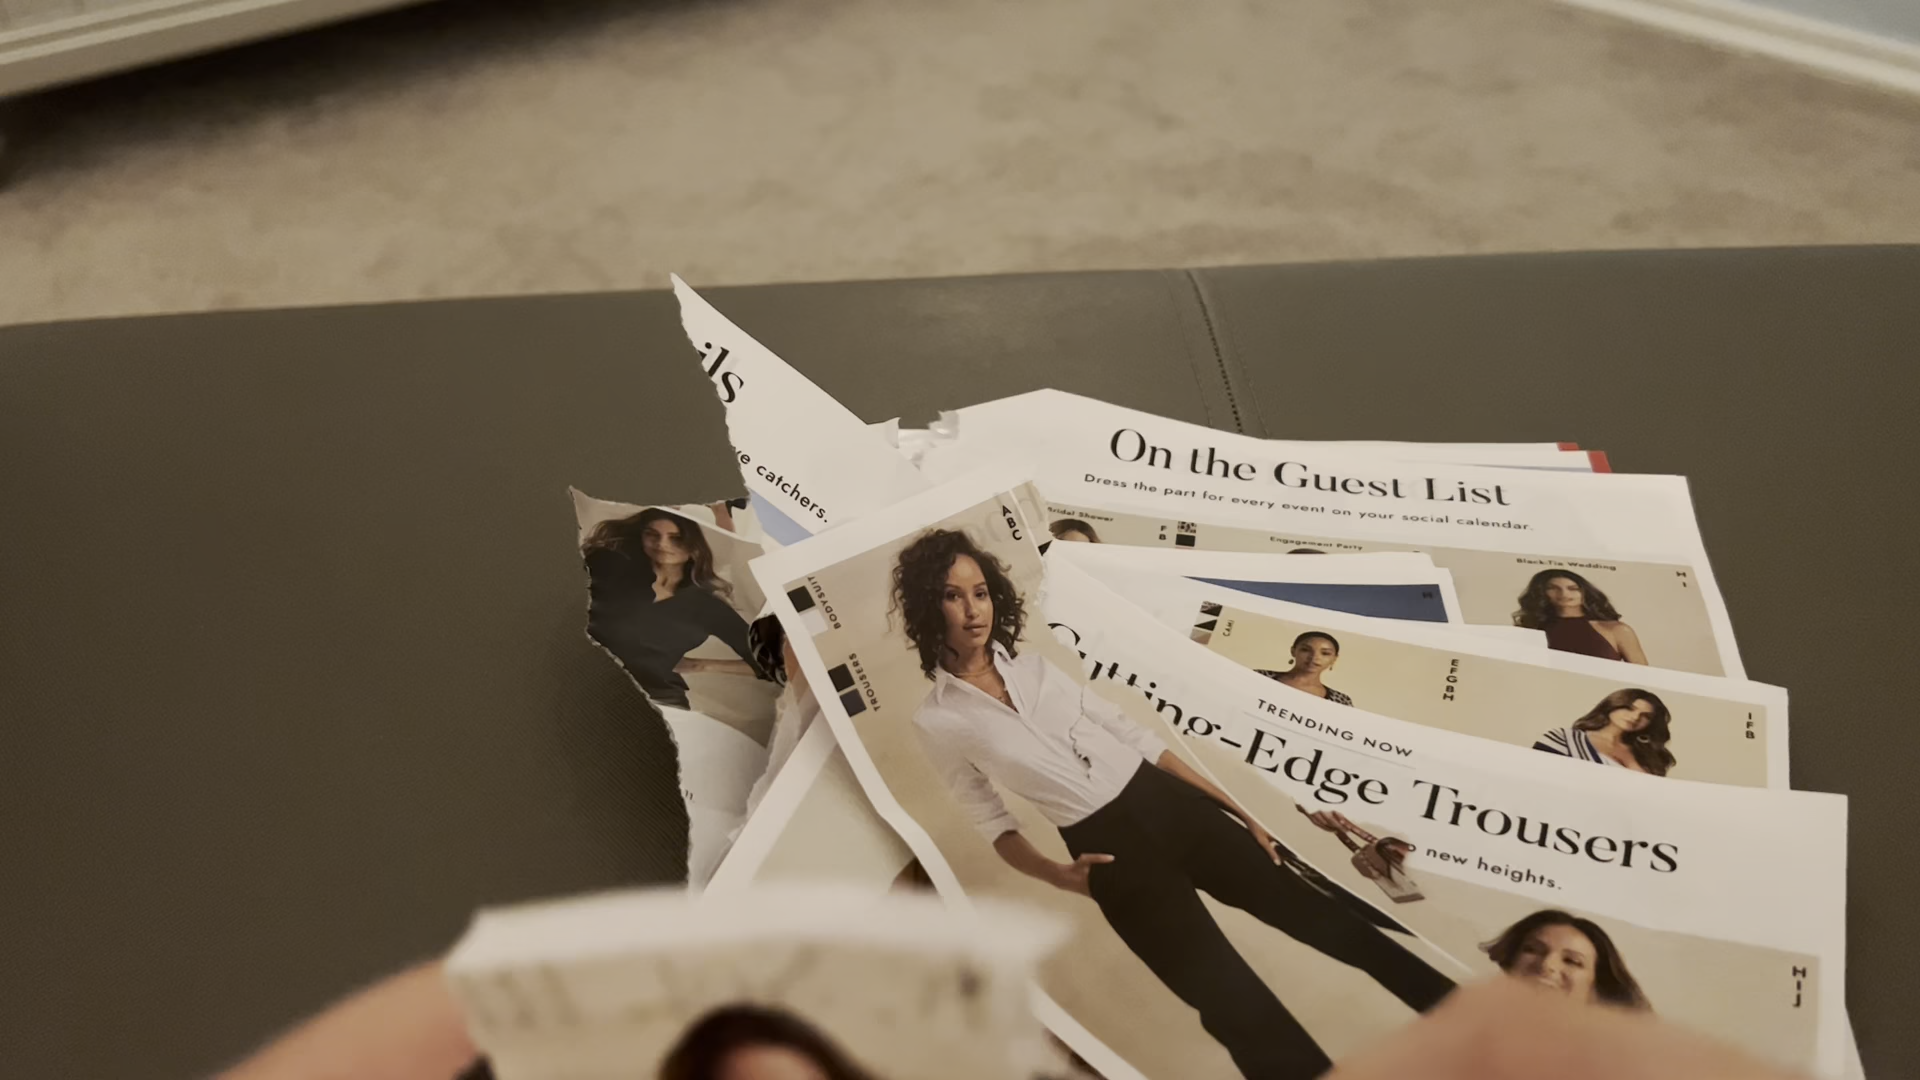 ils
ve catchers.
On the Guest List
Dress the part for every event on your social calendar.
Bridal Shower
F
B
Engagement Party
Black-Tie Wedding
H
I
H
A
B
C
BODYSUIT
TROUSERS
CAMI
E
F
G
B
H
I
F
B
TRENDING NOW
Cutting-Edge Trousers
new heights.
H
I
J